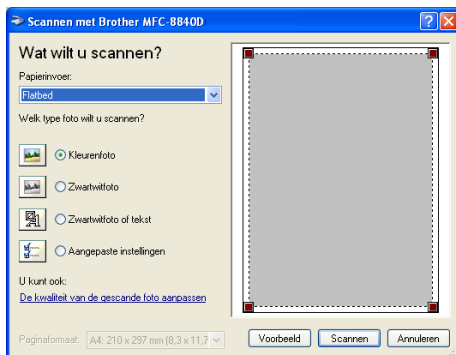 Scannen met Brother MFC-8840D
Wat wilt u scannen?
Papierinvoer:
Flatbed
Welk type foto wilt u scannen?
Kleurenfoto
Zwartwitfoto
Zwartwitfoto of tekst
Aangepaste instellingen
U kunt ook:
De kwaliteit van de gescande foto aanpassen
Paginaformaat: A4: 210 x 297 mm (8,3 x 11,7
Voorbeeld Scannen Annuleren